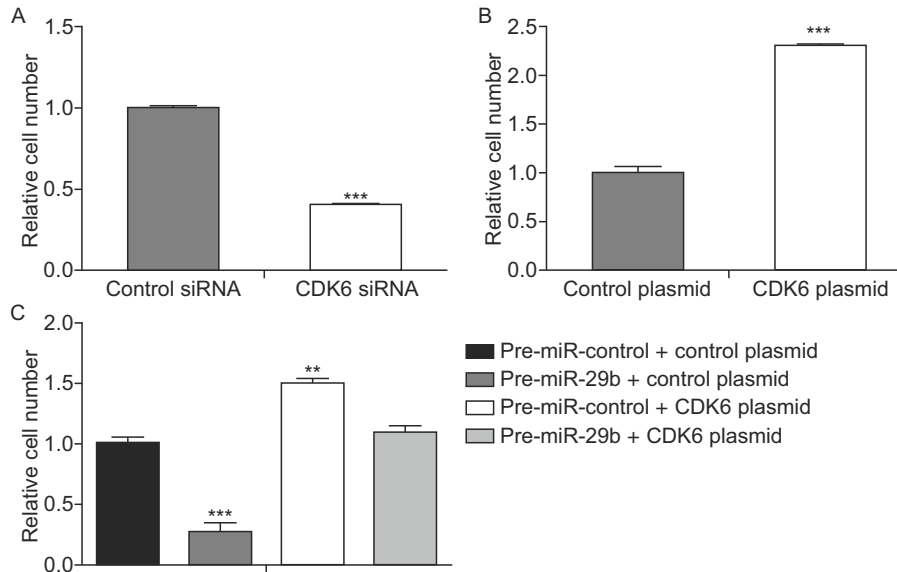 A
Relative cell number
1.5
1.0
0.5
0.0
***
Control siRNA
CDK6 siRNA
B
Relative cell number
2.5
2.0
1.5
1.0
0.5
0.0
***
Control plasmid
CDK6 plasmid
C
Relative cell number
2.0
1.5
1.0
0.5
0.0
***
**
Pre-miR-control + control plasmid
Pre-miR-29b + control plasmid
Pre-miR-control + CDK6 plasmid
Pre-miR-29b + CDK6 plasmid